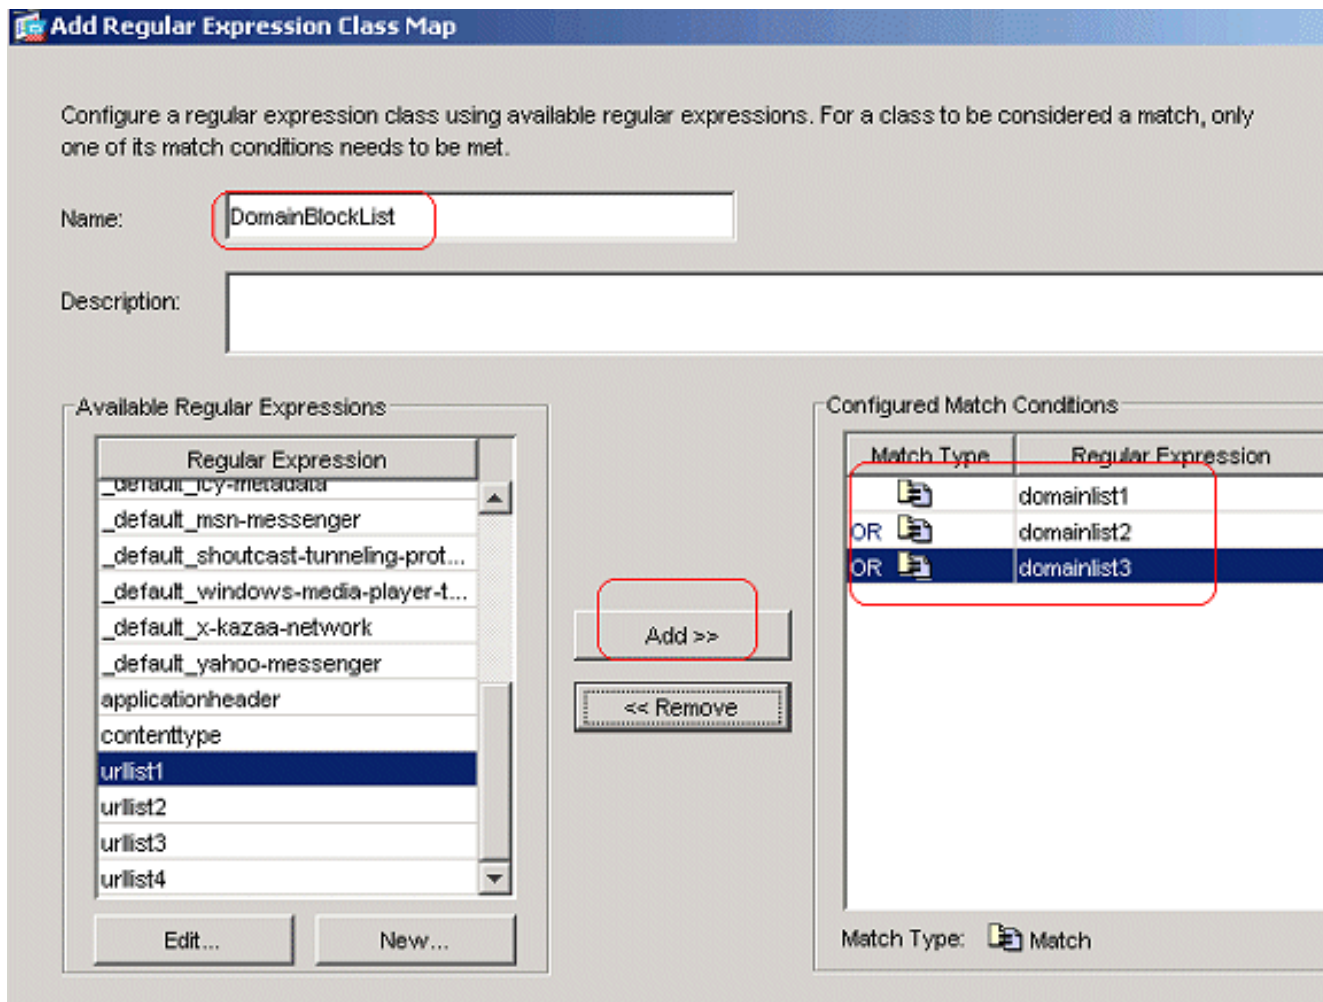 Add Regular Expression Class Map
Configure a regular expression class using available regular expressions. For a class to be considered a match, only
one of its match conditions needs to be met.
Name: DomainBlockList
Description:
Available Regular Expressions
Regular Expression
_default_icy-metadata
_default_msn-messenger
_default_shoutcast-tunneling-prot...
_default_windows-media-player-t...
_default_x-kazaa-network
_default_yahoo-messenger
applicationheader
contenttype
urllist1
urllist2
urllist3
urllist4
Edit...
New...
Add >>
<< Remove
Configured Match Conditions
Match Type Regular Expression
domainlist1
OR domainlist2
OR domainlist3
Match Type: Match